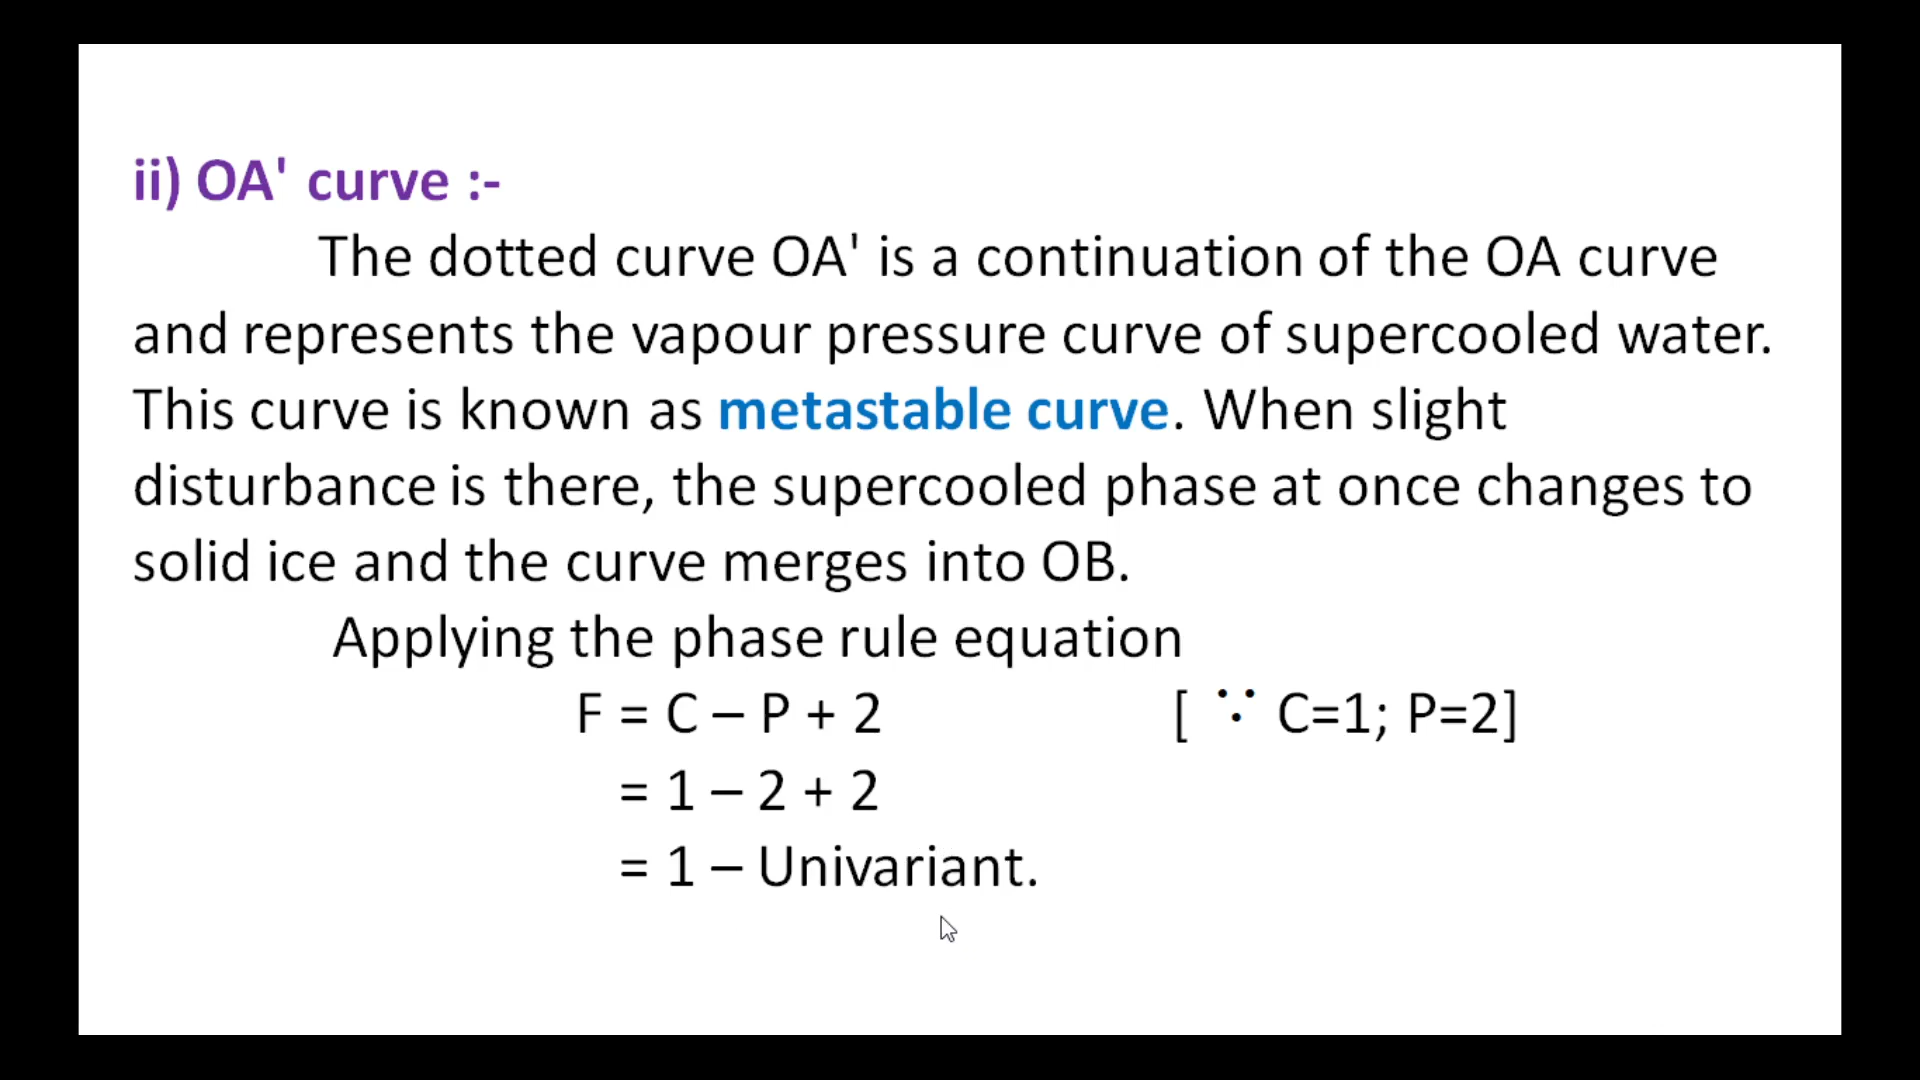 ii) OA' curve :-
The dotted curve OA' is a continuation of the OA curve
and represents the vapour pressure curve of supercooled water.
This curve is known as metastable curve. When slight
disturbance is there, the supercooled phase at once changes to
solid ice and the curve merges into OB.
Applying the phase rule equation
F = C – P + 2 [ ∵ C=1; P=2]
= 1 – 2 + 2
= 1 – Univariant.